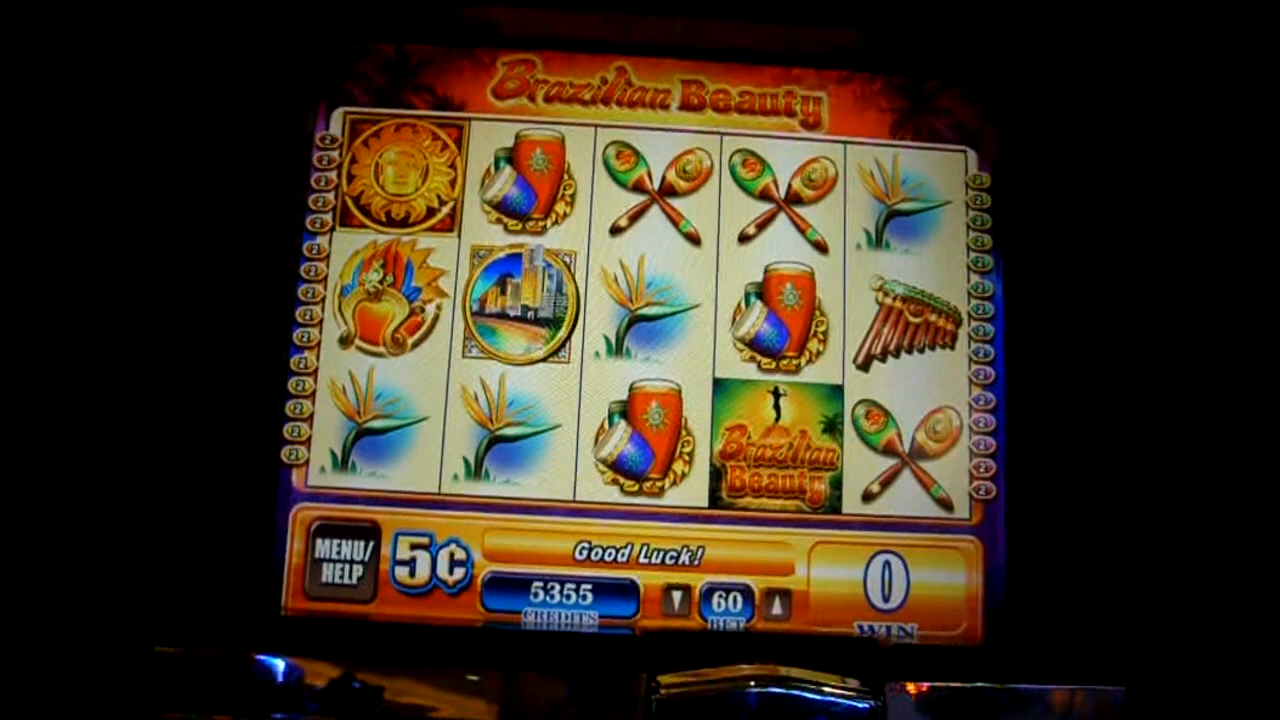 Brazilian Beauty
Brazilian
Beauty
MENU/
HELP
5¢
Good Luck!
5355
CREDITS
60
BET
0
WIN